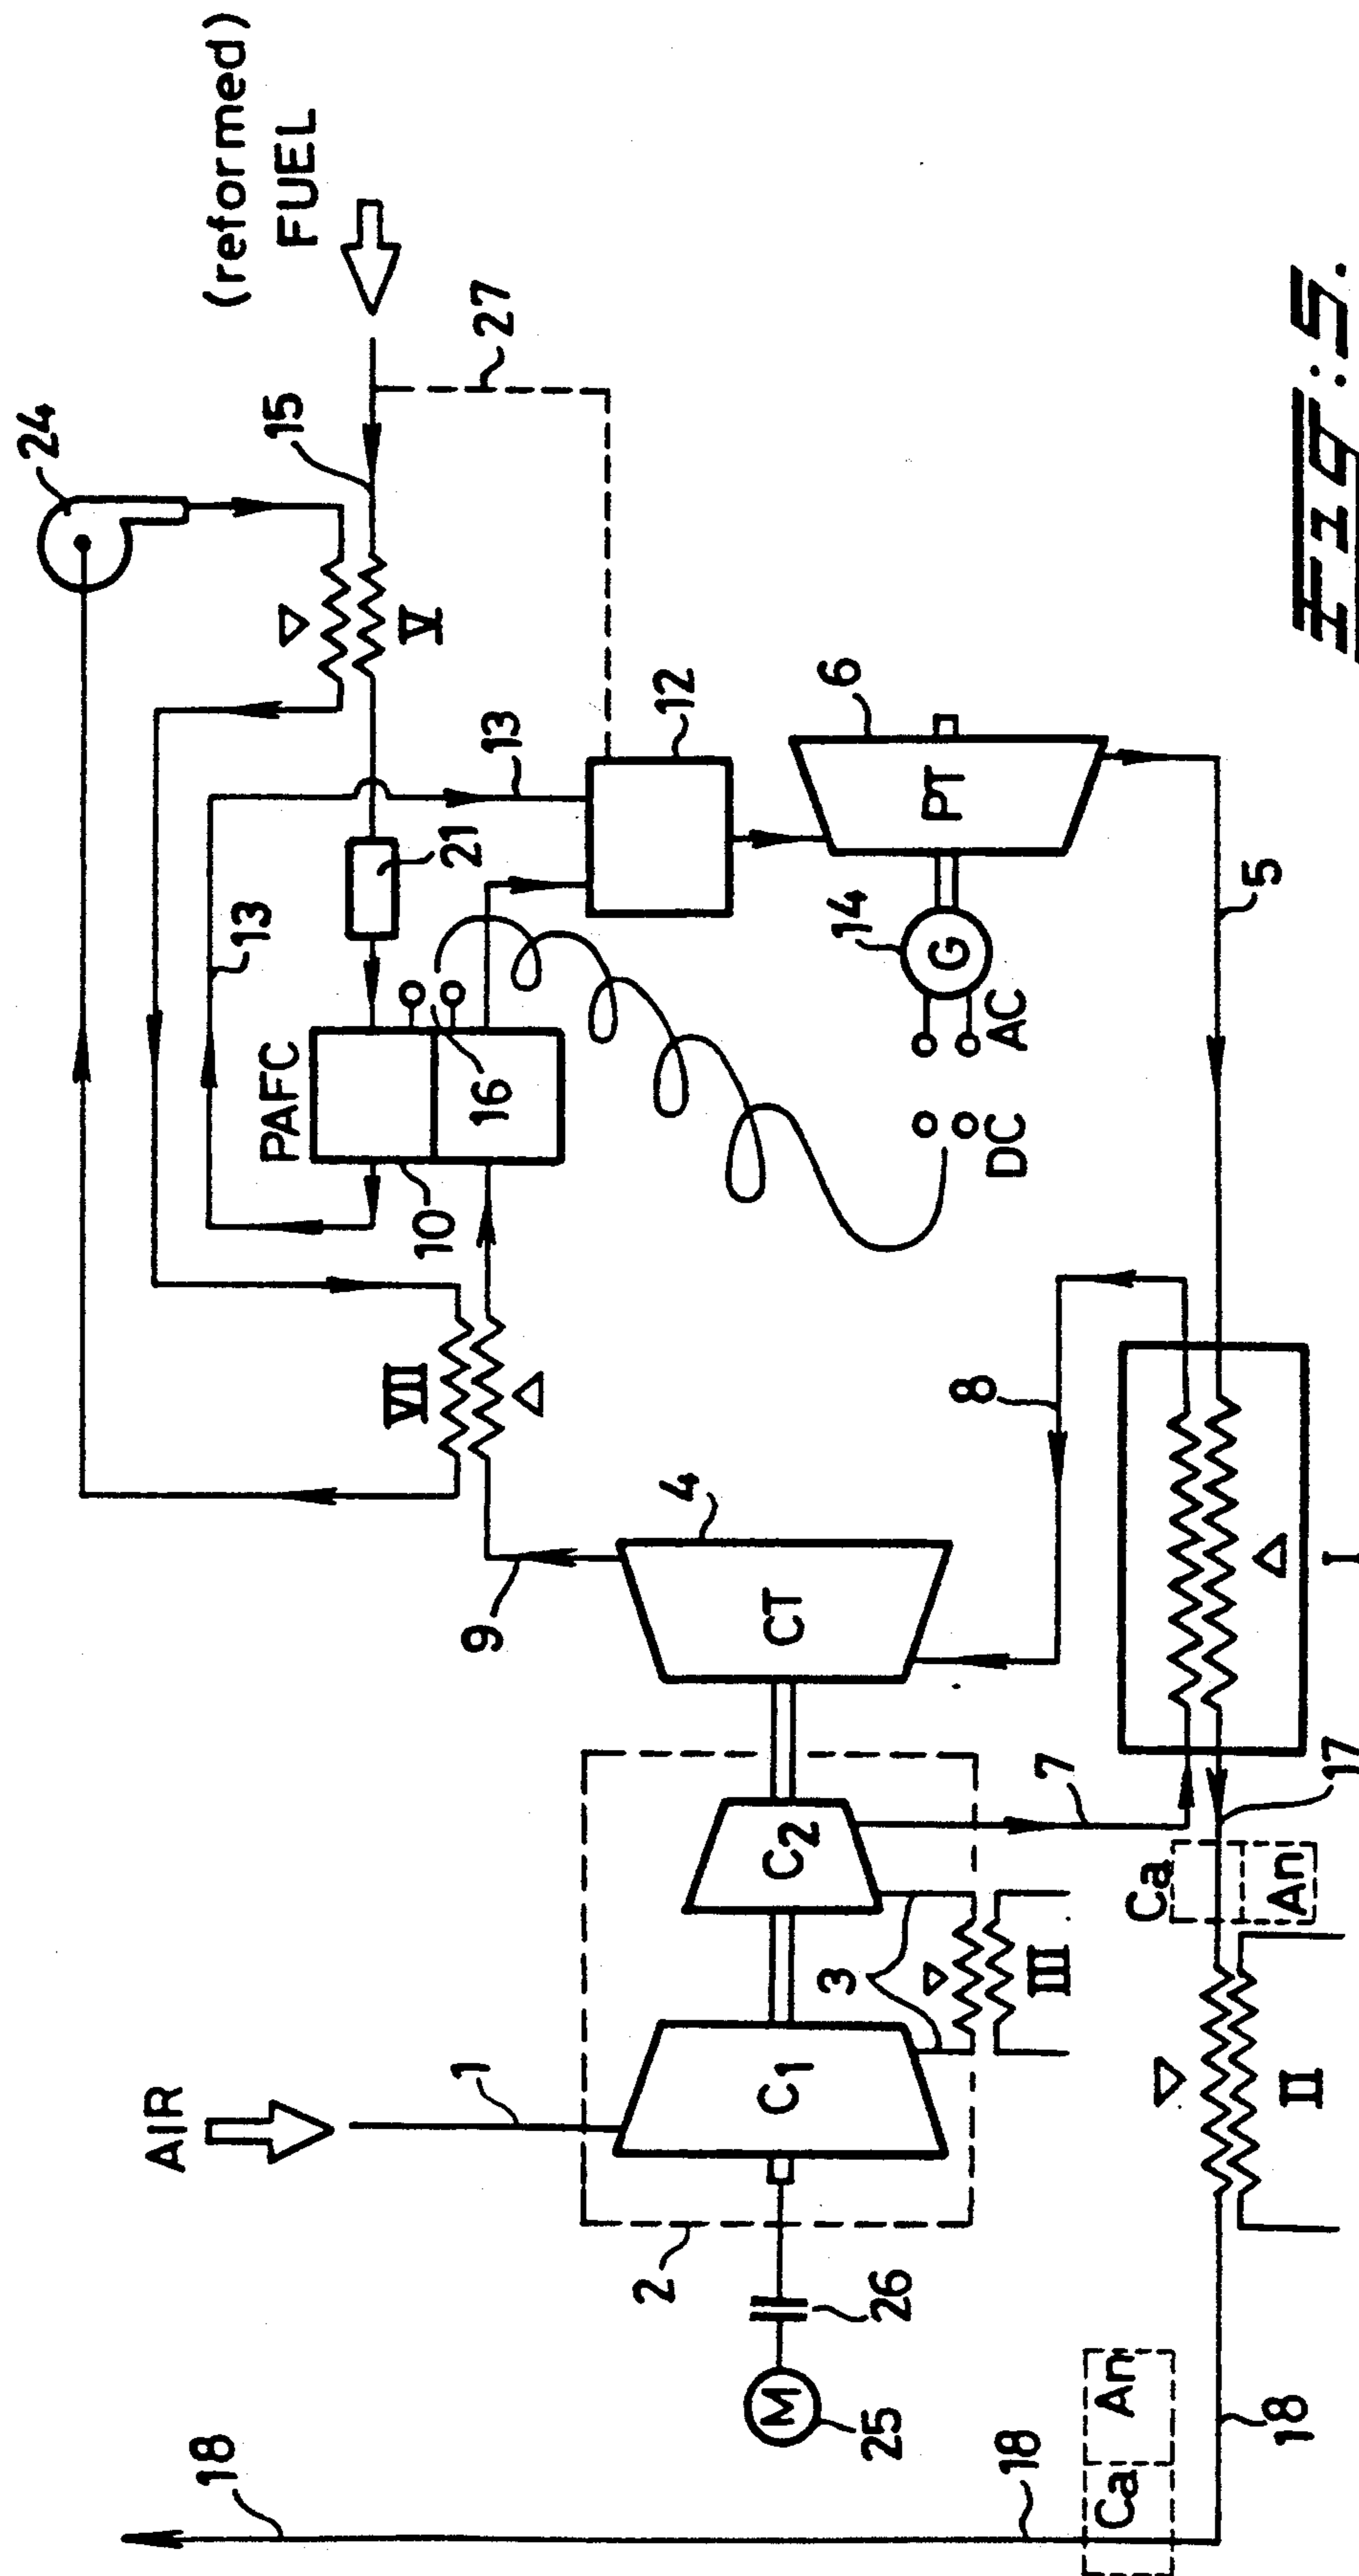 (reformed)
FUEL
24
15
27
V
13
21
13
12
PAFC
16
10
VII
6
PT
14
G
AC
DC
5
8
9
4
CT
I
17
7
Ca
An
AIR
1
2
C1
C2
3
III
II
M
25
26
18
18
18
Ca
An
FIG:5.